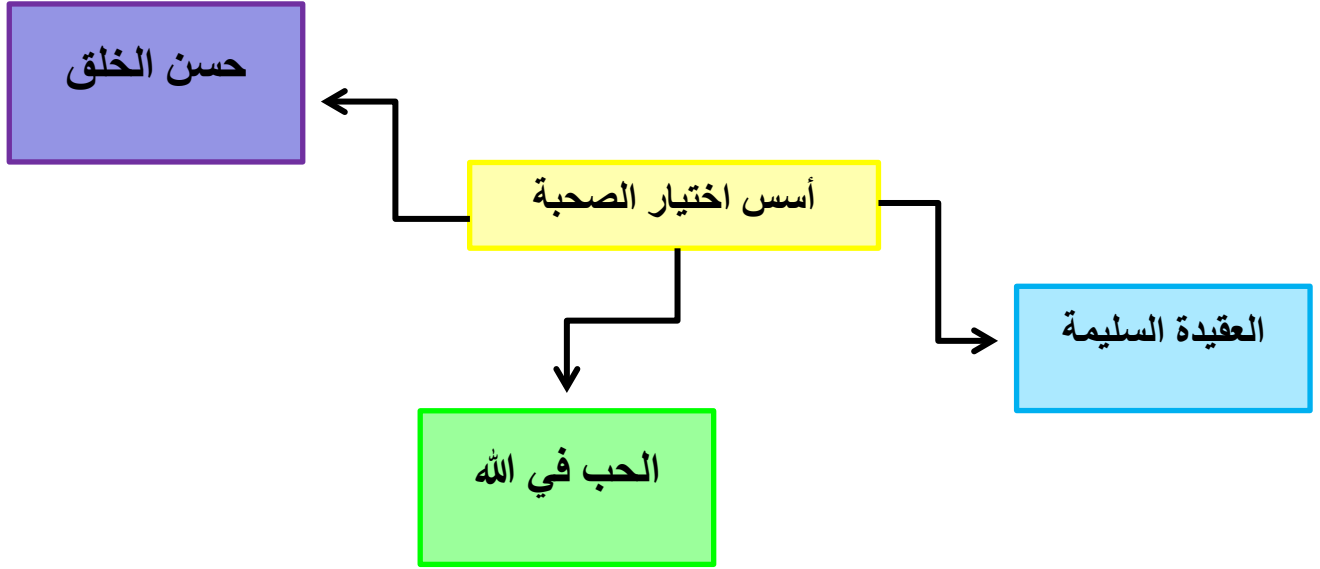 حسن الخلق
أسس اختيار الصحبة
العقيدة السليمة
الحب في الله